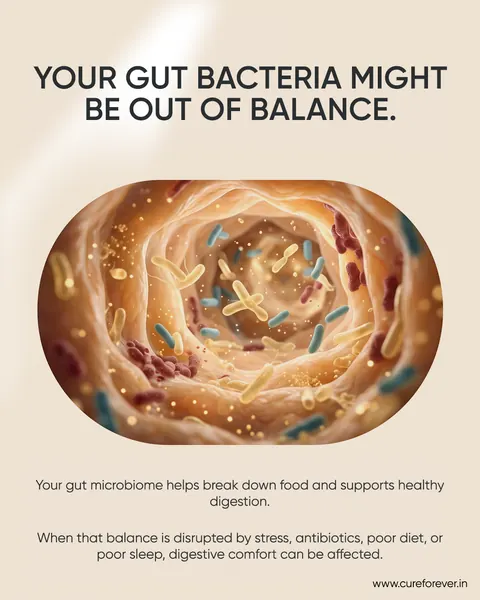 YOUR GUT BACTERIA MIGHT
BE OUT OF BALANCE.
Your gut microbiome helps break down food and supports healthy
digestion.
When that balance is disrupted by stress, antibiotics, poor diet, or
poor sleep, digestive comfort can be affected.
www.cureforever.in